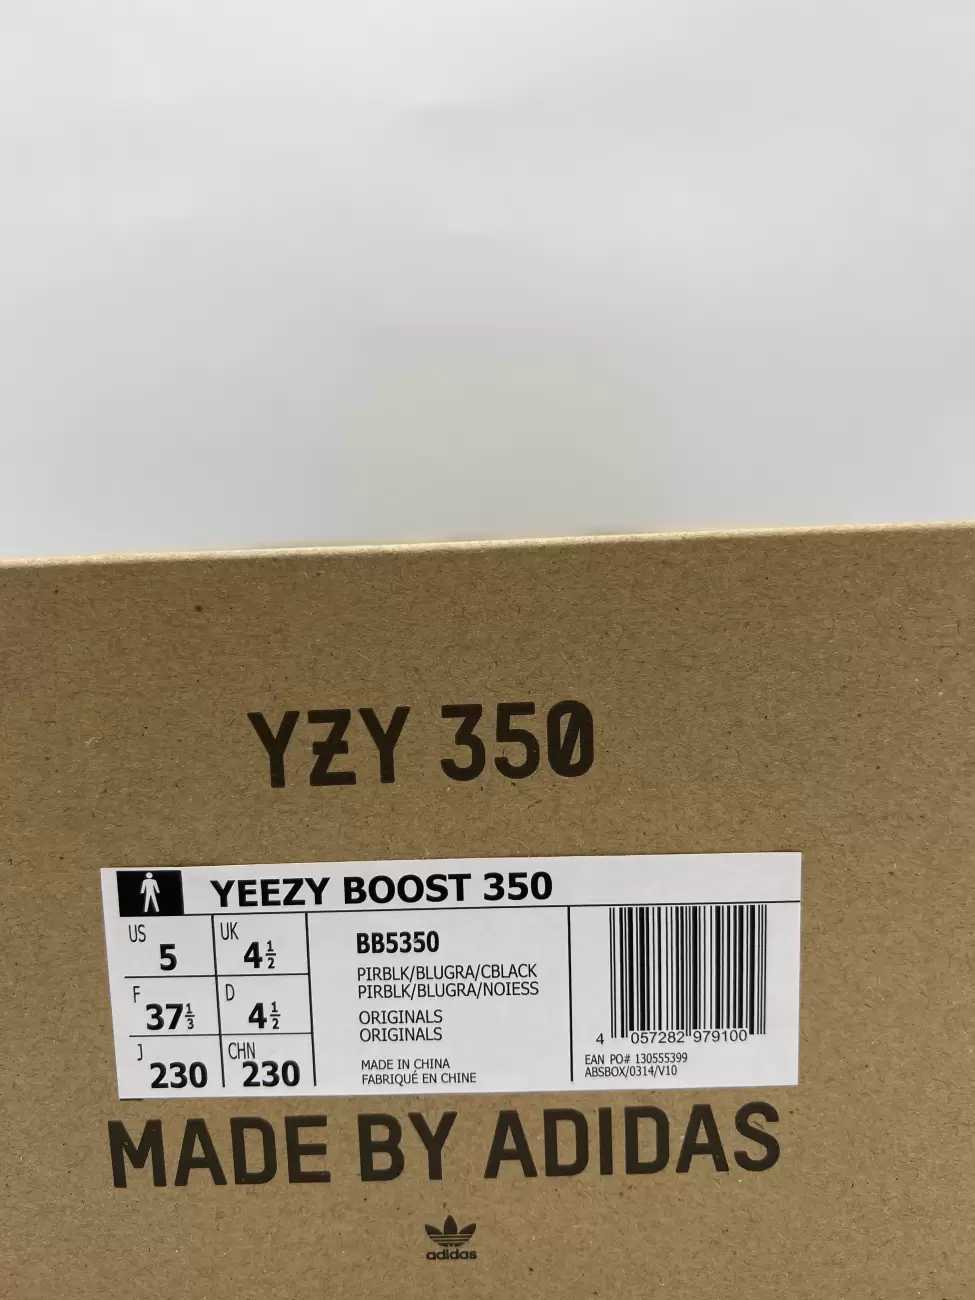 YZY 350
YEEZY BOOST 350
US 5
UK 4½
F 37⅓
D 4½
J 230
CHN 230
BB5350
PIRBLK/BLUGRA/CBLACK
PIRBLK/BLUGRA/NOIESS
ORIGINALS
ORIGINALS
MADE IN CHINA
FABRIQUÉ EN CHINE
4 057282 979100
EAN PO# 130555399
ABSBOX/0314/V10
MADE BY ADIDAS
adidas